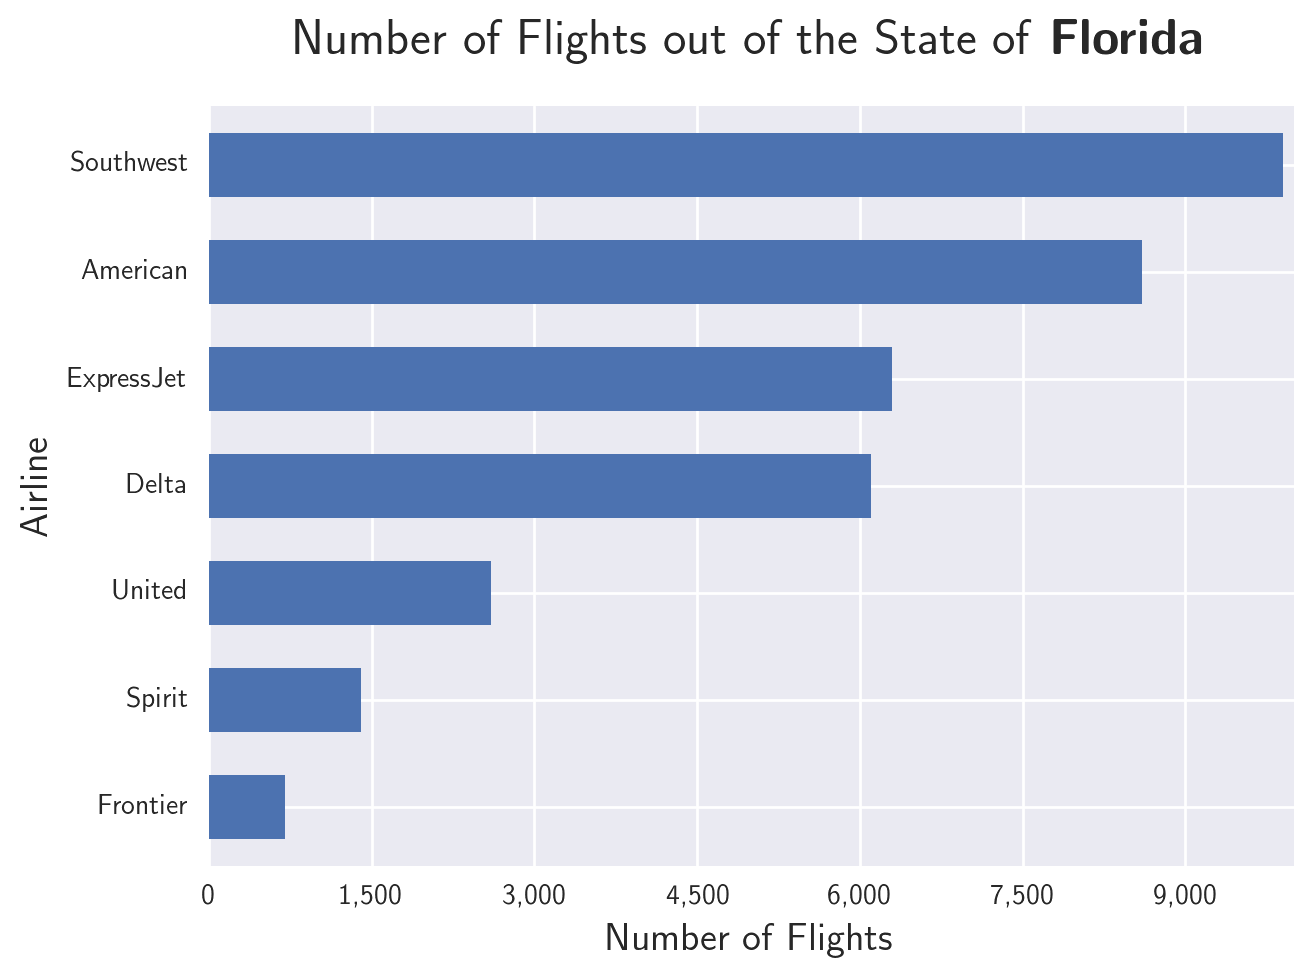 Number of Flights out of the State of Florida
Southwest
American
ExpressJet
Delta
United
Spirit
Frontier
Airline
0 1,500 3,000 4,500 6,000 7,500 9,000
Number of Flights